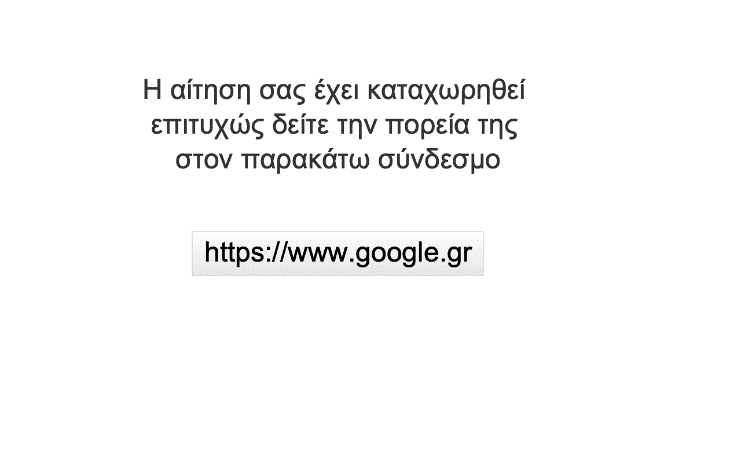 Η αίτηση σας έχει καταχωρηθεί
επιτυχώς δείτε την πορεία της
στον παρακάτω σύνδεσμο
https://www.google.gr